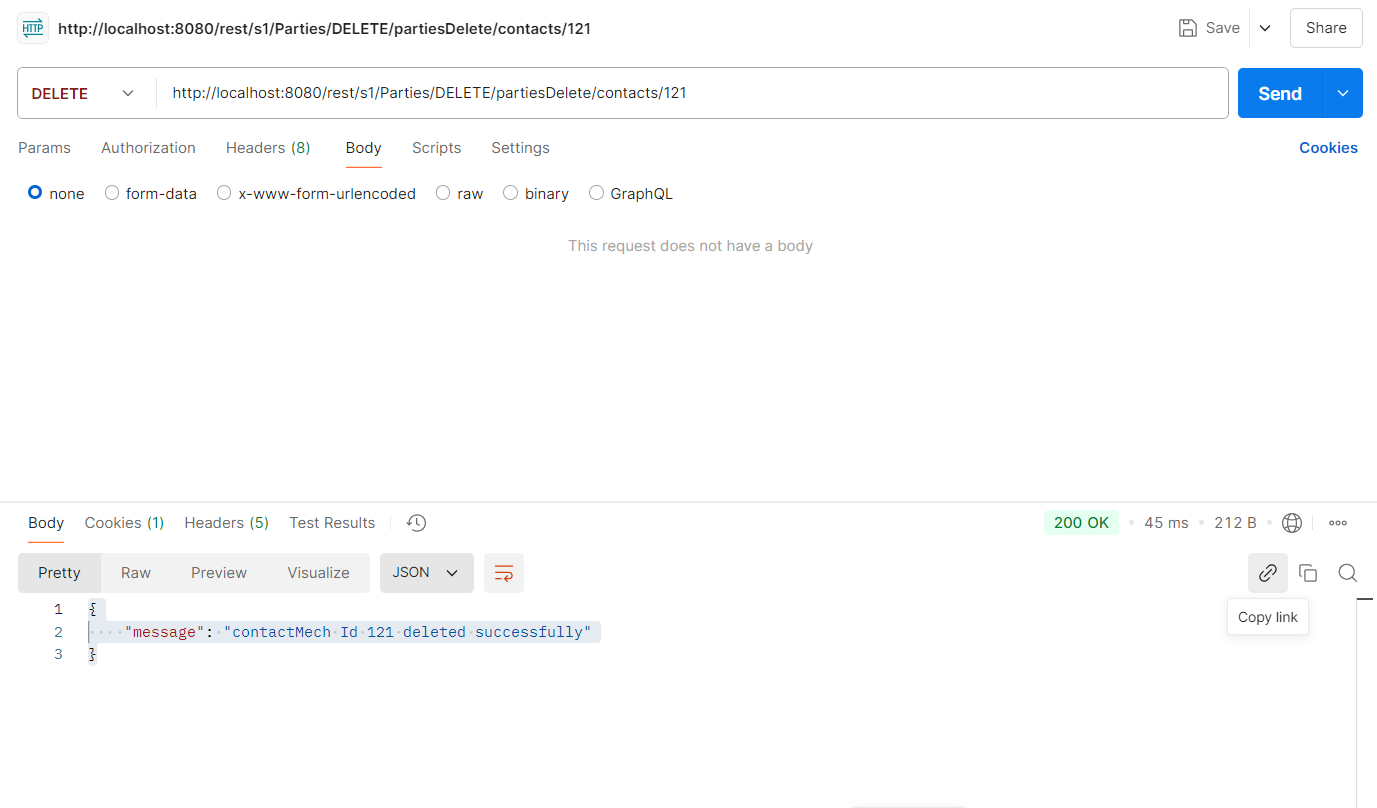 HTTP http://localhost:8080/rest/s1/Parties/DELETE/partiesDelete/contacts/121 Save Share
DELETE http://localhost:8080/rest/s1/Parties/DELETE/partiesDelete/contacts/121 Send
Params Authorization Headers (8) Body Scripts Settings Cookies
none form-data x-www-form-urlencoded raw binary GraphQL
This request does not have a body
Body Cookies (1) Headers (5) Test Results 200 OK 45 ms 212 B
Pretty Raw Preview Visualize JSON
1 {
Copy link
2 "message": "contactMech Id 121 deleted successfully"
3 }